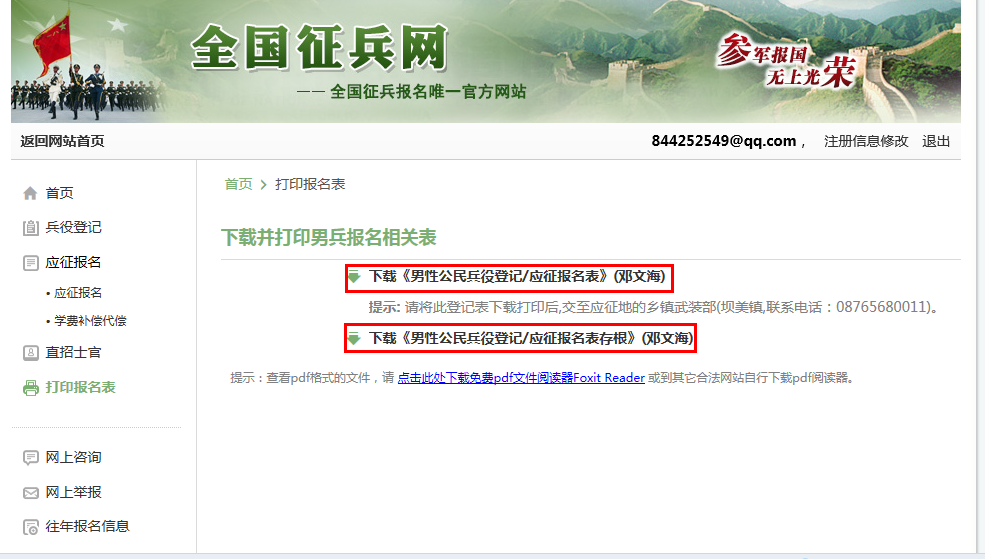 全国征兵网
—— 全国征兵报名唯一官方网站
参军报国
无上光荣
返回网站首页
844252549@qq.com ， 注册信息修改 退出
首页
兵役登记
应征报名
• 应征报名
• 学费补偿代偿
直招士官
打印报名表
网上咨询
网上举报
往年报名信息
首页 > 打印报名表
下载并打印男兵报名相关表
下载《男性公民兵役登记/应征报名表》(邓文海)
提示: 请将此登记表下载打印后,交至应征地的乡镇武装部(坝美镇,联系电话：08765680011)。
下载《男性公民兵役登记/应征报名表存根》(邓文海)
提示：查看pdf格式的文件，请 点击此处下载免费pdf文件阅读器Foxit Reader 或到其它合法网站自行下载pdf阅读器。